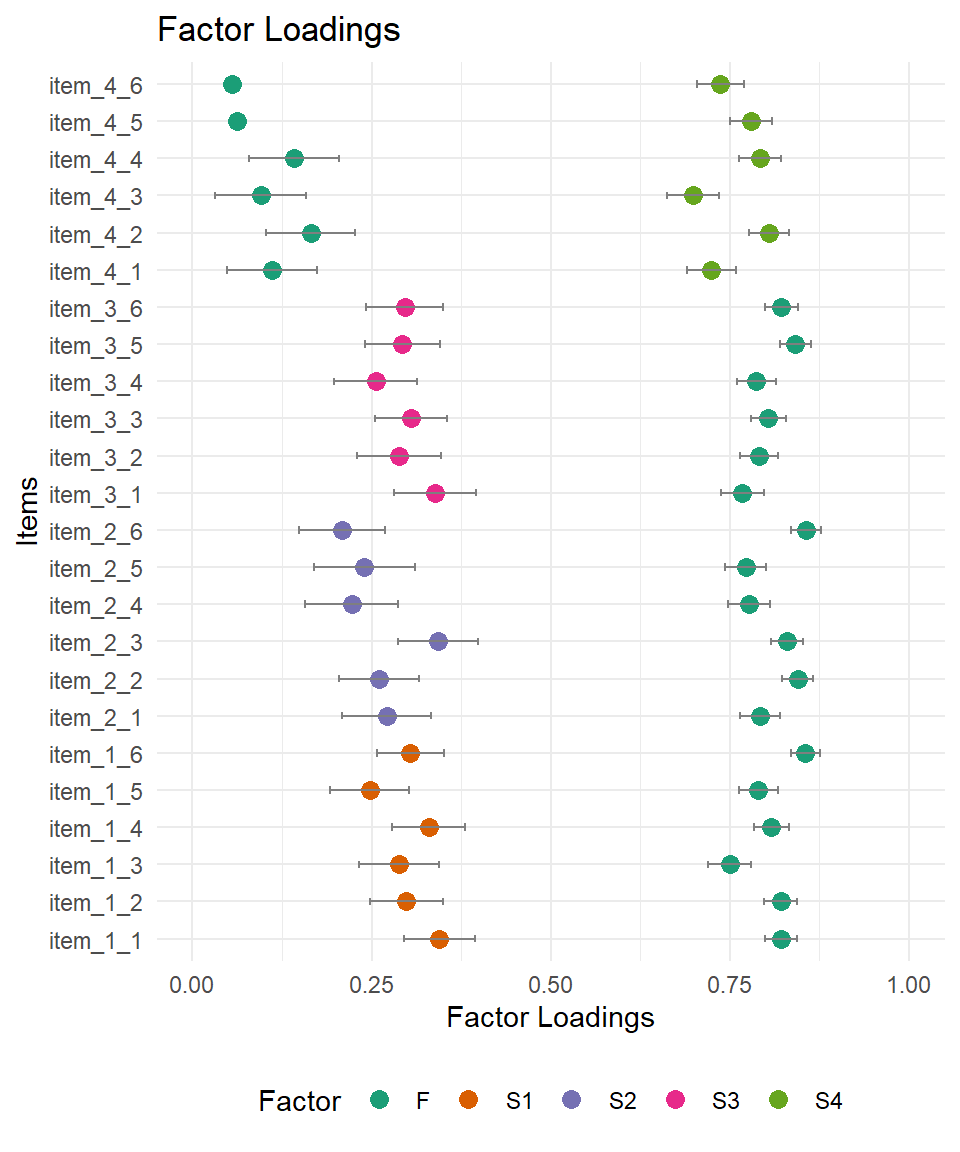 Factor Loadings
item_4_6
item_4_5
item_4_4
item_4_3
item_4_2
item_4_1
item_3_6
item_3_5
item_3_4
item_3_3
item_3_2
item_3_1
item_2_6
item_2_5
item_2_4
item_2_3
item_2_2
item_2_1
item_1_6
item_1_5
item_1_4
item_1_3
item_1_2
item_1_1
Items
0.00 0.25 0.50 0.75 1.00
Factor Loadings
Factor F S1 S2 S3 S4